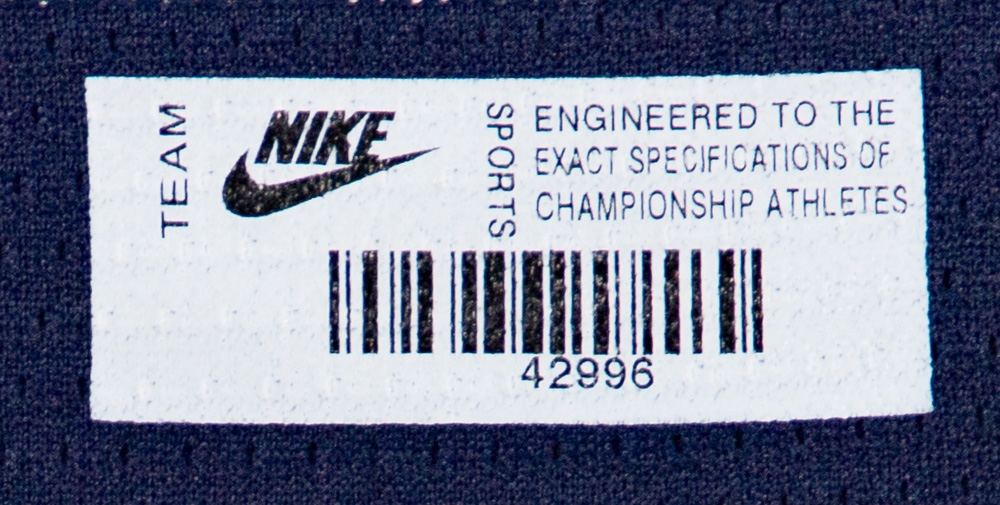 TEAM
NIKE
SPORTS
ENGINEERED TO THE
EXACT SPECIFICATIONS OF
CHAMPIONSHIP ATHLETES
42996